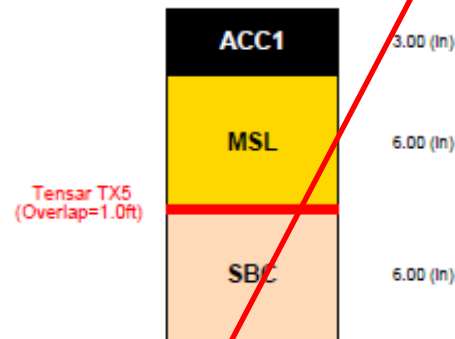 ACC1
3.00 (in)
MSL
6.00 (in)
Tensar TX5
(Overlap=1.0ft)
SBC
6.00 (in)